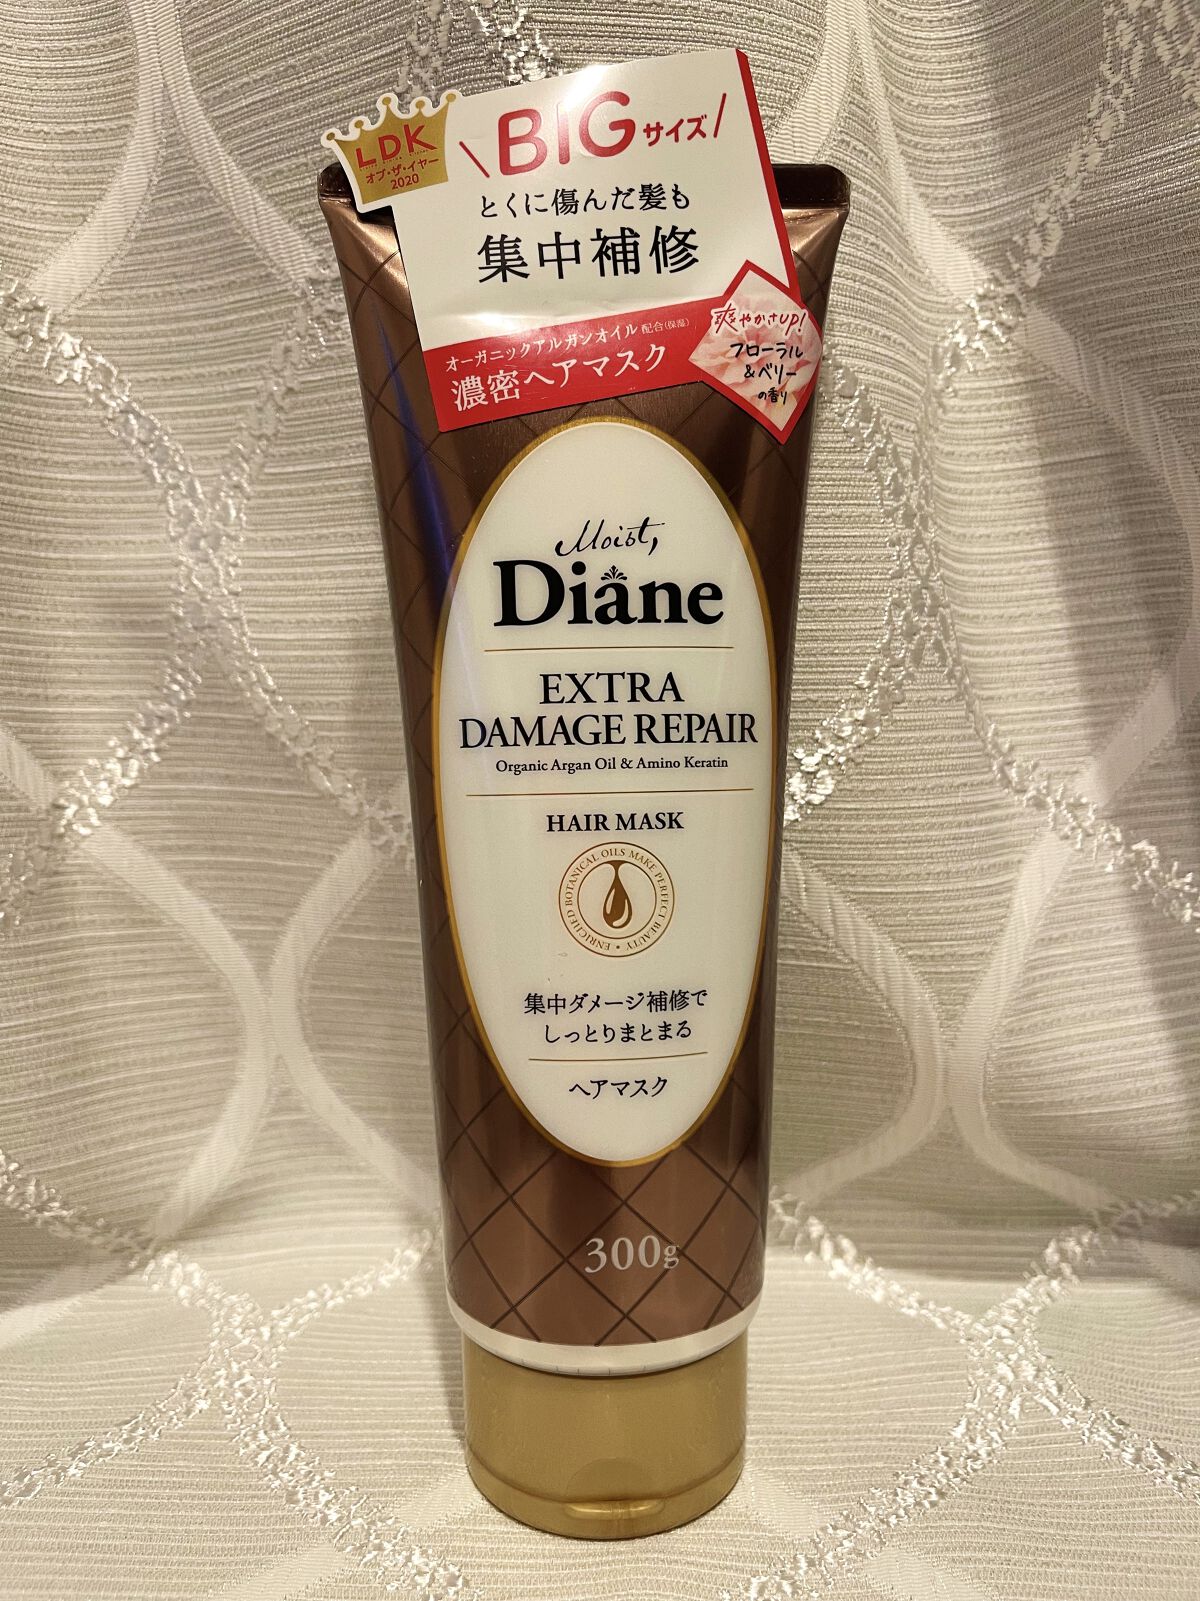 LDK
オブ・ザ・イヤー
2020
\BIGサイズ/
とくに傷んだ髪も
集中補修
オーガニックアルガンオイル配合(保湿)
濃密ヘアマスク
爽やかさup!
フローラル
&ベリー
の香り
Moist,
Diane
EXTRA
DAMAGE REPAIR
Organic Argan Oil & Amino Keratin
HAIR MASK
ENRICHED BOTANICAL OILS MAKE PERFECT BEAUTY •
集中ダメージ補修で
しっとりまとまる
ヘアマスク
300g